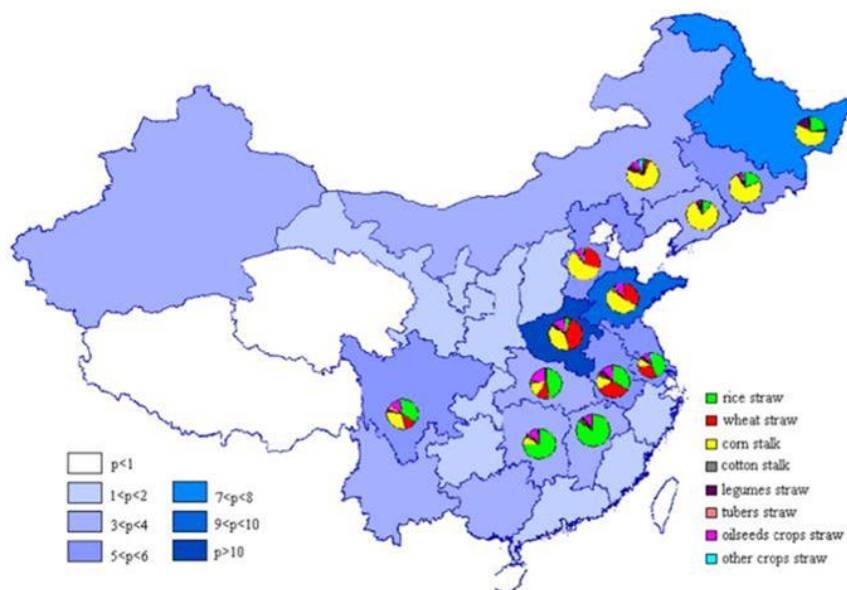 rice straw
wheat straw
corn stalk
cotton stalk
legumes straw
tubers straw
oilseeds crops straw
other crops straw
p<1
1<p<2
3<p<4
5<p<6
7<p<8
9<p<10
p>10